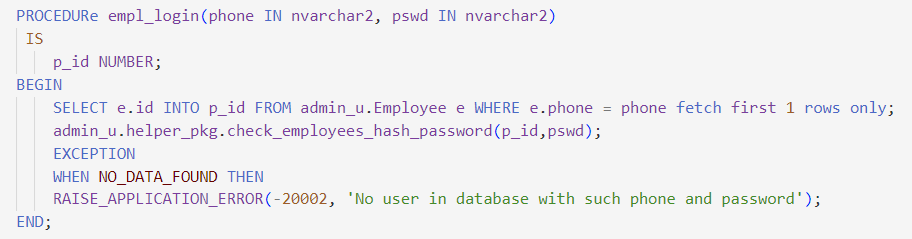 PROCEDURe empl_login(phone IN nvarchar2, pswd IN nvarchar2)
IS
p_id NUMBER;
BEGIN
SELECT e.id INTO p_id FROM admin_u.Employee e WHERE e.phone = phone fetch first 1 rows only;
admin_u.helper_pkg.check_employees_hash_password(p_id,pswd);
EXCEPTION
WHEN NO_DATA_FOUND THEN
RAISE_APPLICATION_ERROR(-20002, 'No user in database with such phone and password');
END;